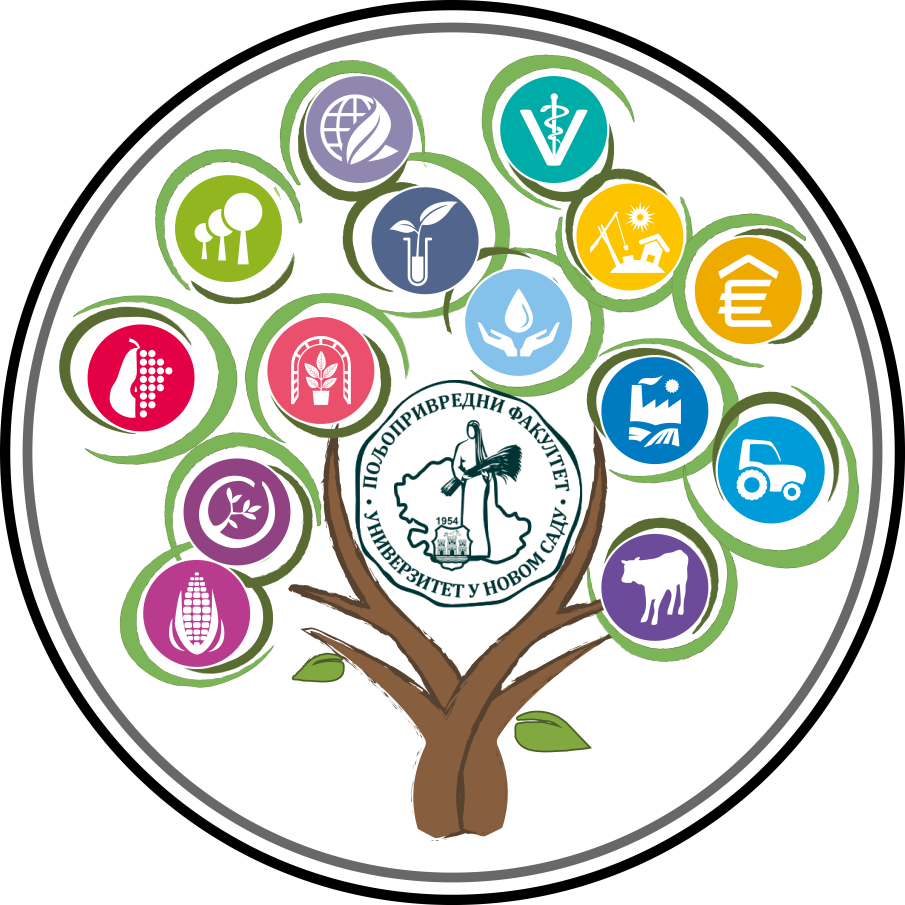 ПОЉОПРИВРЕДНИ ФАКУЛТЕТ
1954
УНИВЕРЗИТЕТ У НОВОМ САДУ